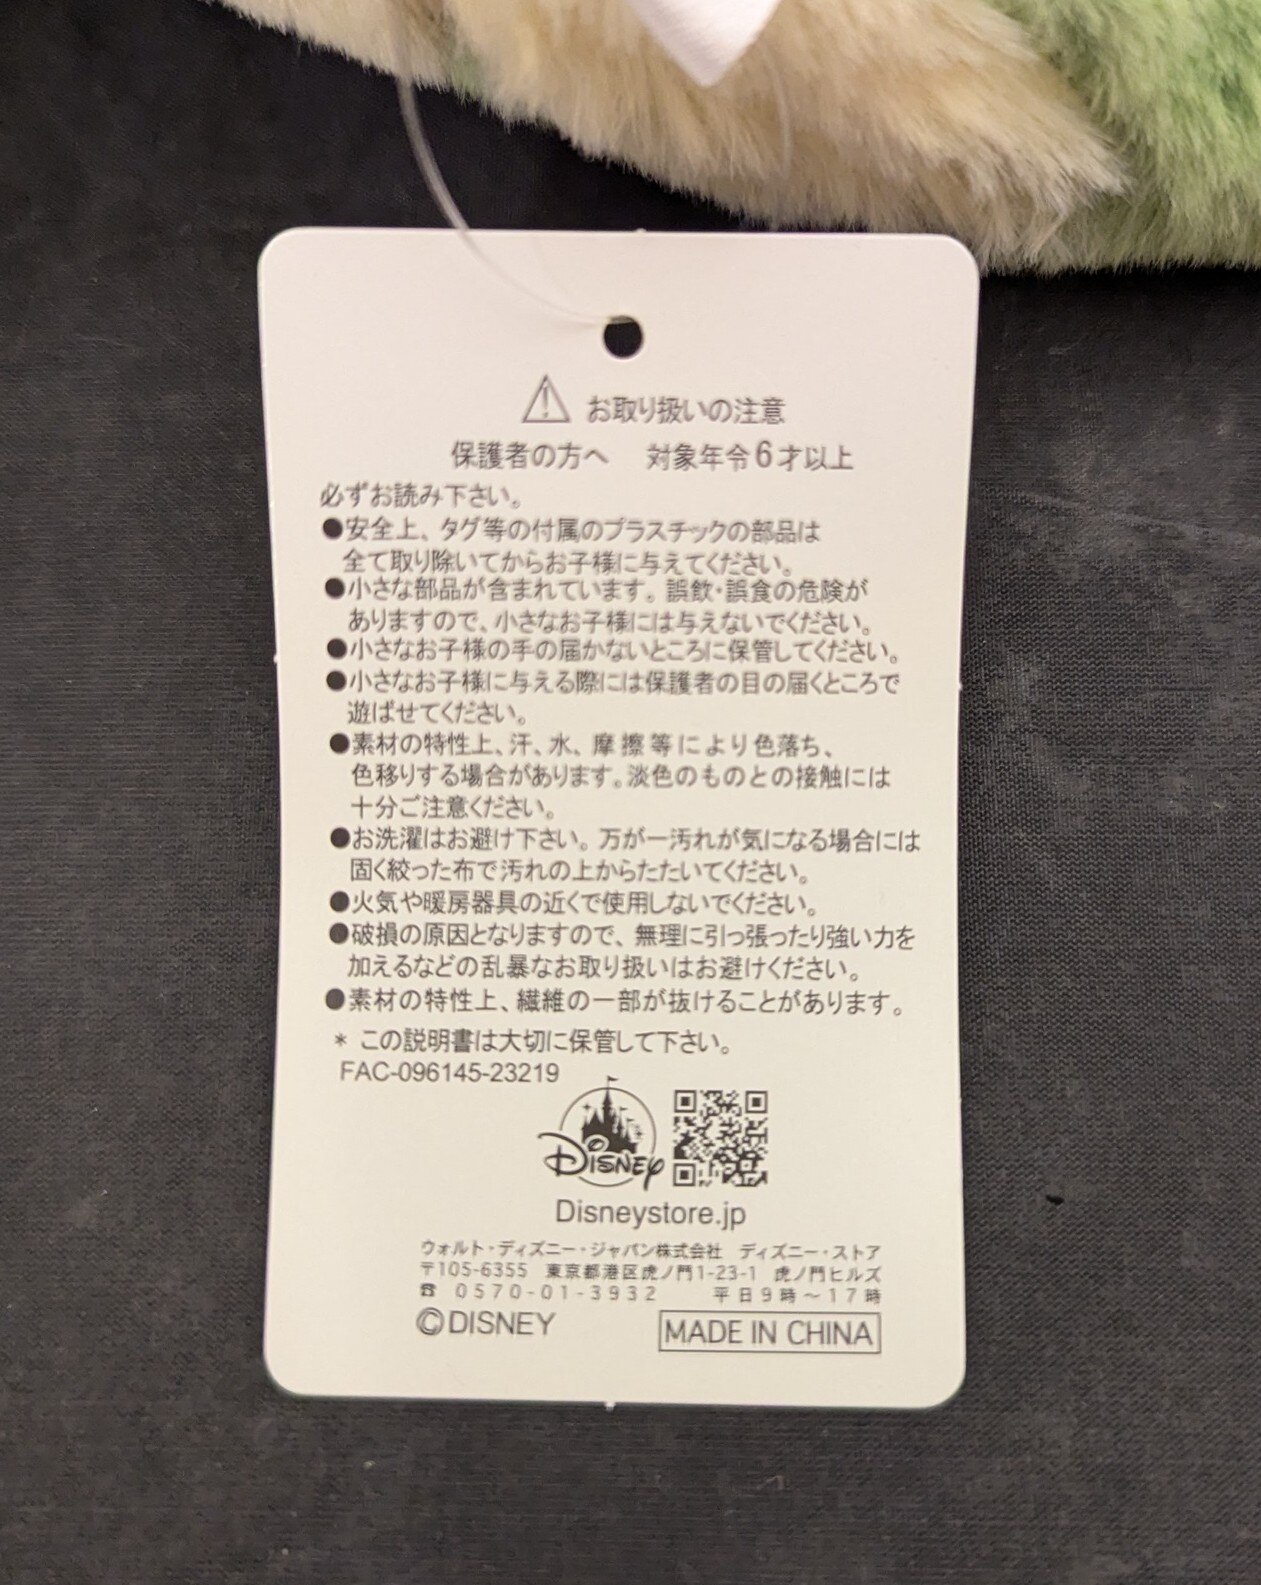 お取り扱いの注意
保護者の方へ 対象年令6才以上
必ずお読み下さい。
●安全上、タグ等の付属のプラスチックの部品は
全て取り除いてからお子様に与えてください。
●小さな部品が含まれています。誤飲・誤食の危険が
ありますので、小さなお子様には与えないでください。
●小さなお子様の手の届かないところに保管してください。
●小さなお子様に与える際には保護者の目の届くところで
遊ばせてください。
●素材の特性上、汗、水、摩擦等により色落ち、
色移りする場合があります。淡色のものとの接触には
十分ご注意ください。
●お洗濯はお避け下さい。万が一汚れが気になる場合には
固く絞った布で汚れの上からたたいてください。
●火気や暖房器具の近くで使用しないでください。
●破損の原因となりますので、無理に引っ張ったり強い力を
加えるなどの乱暴なお取り扱いはお避けください。
●素材の特性上、繊維の一部が抜けることがあります。
* この説明書は大切に保管して下さい。
FAC-096145-23219
DISNEY
Disneystore.jp
ウォルト・ディズニー・ジャパン株式会社 ディズニー・ストア
〒105-6355 東京都港区虎ノ門1-23-1 虎ノ門ヒルズ
☎ 0570-01-3932 平日9時～17時
©DISNEY MADE IN CHINA